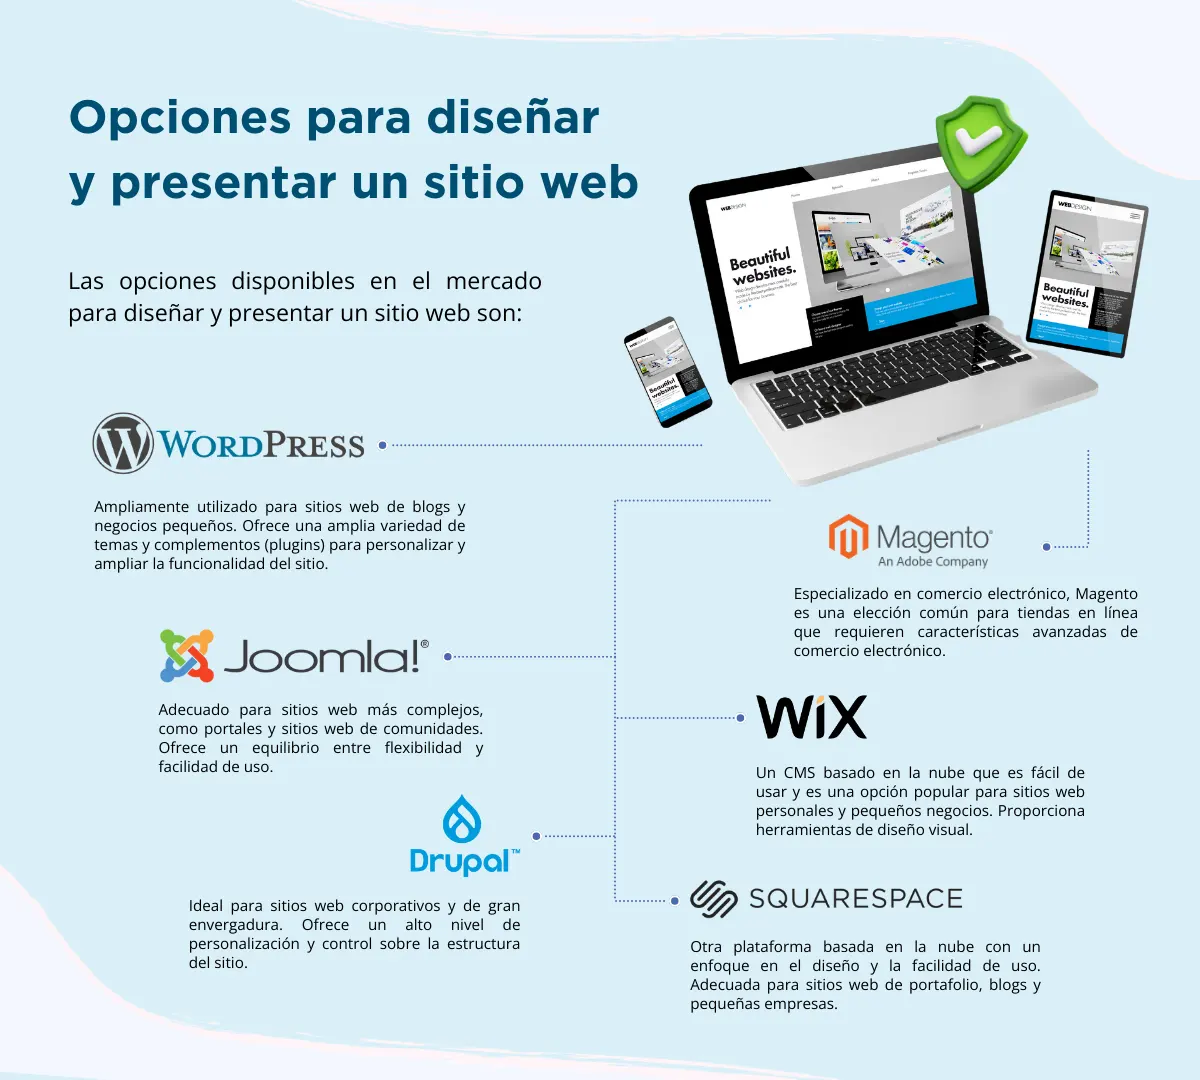 Opciones para diseñar
y presentar un sitio web
Las opciones disponibles en el mercado
para diseñar y presentar un sitio web son:
WEBDESIGN
Beautiful
websites.
WEBDESIGN
Beautiful
websites.
Beautiful
websites.
WORDPRESS
Ampliamente utilizado para sitios web de blogs y
negocios pequeños. Ofrece una amplia variedad de
temas y complementos (plugins) para personalizar y
ampliar la funcionalidad del sitio.
Magento®
An Adobe Company
Especializado en comercio electrónico, Magento
es una elección común para tiendas en línea
que requieren características avanzadas de
comercio electrónico.
Joomla!®
Adecuado para sitios web más complejos,
como portales y sitios web de comunidades.
Ofrece un equilibrio entre flexibilidad y
facilidad de uso.
WiX
Un CMS basado en la nube que es fácil de
usar y es una opción popular para sitios web
personales y pequeños negocios. Proporciona
herramientas de diseño visual.
Drupal™
Ideal para sitios web corporativos y de gran
envergadura. Ofrece un alto nivel de
personalización y control sobre la estructura
del sitio.
SQUARESPACE
Otra plataforma basada en la nube con un
enfoque en el diseño y la facilidad de uso.
Adecuada para sitios web de portafolio, blogs y
pequeñas empresas.